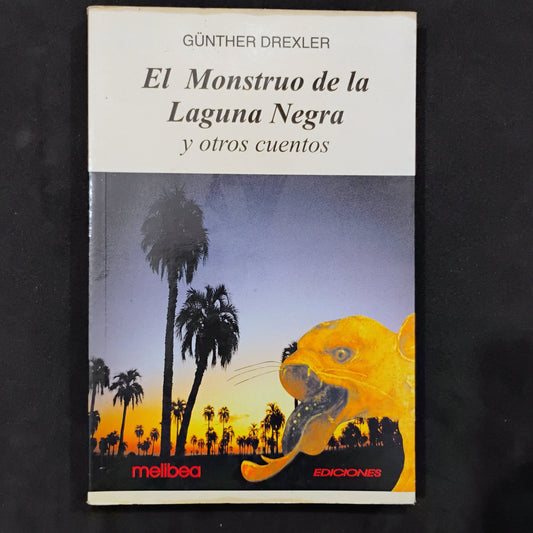 GÜNTHER DREXLER
El Monstruo de la
Laguna Negra
y otros cuentos
melibea EDICIONES